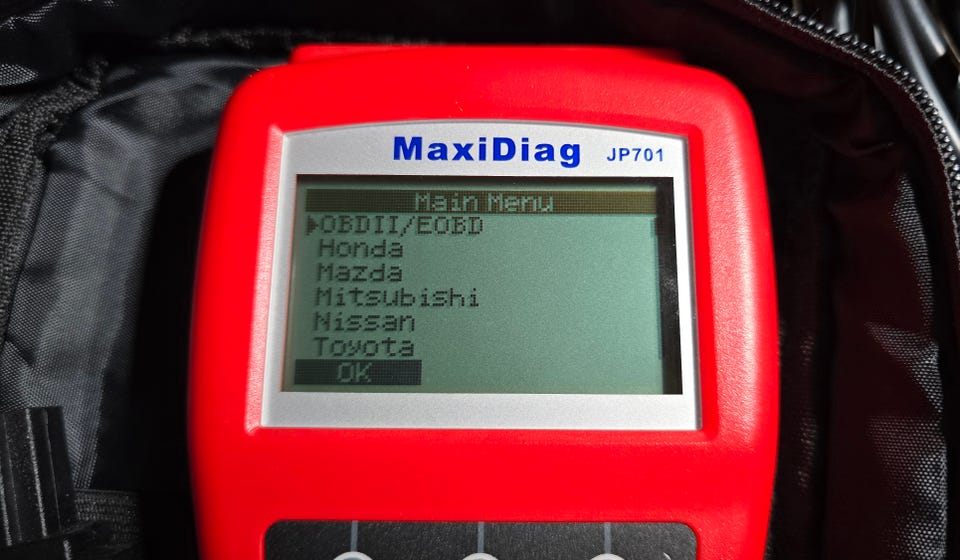 MaxiDiag JP701
Main Menu
OBDII/EOBD
Honda
Mazda
Mitsubishi
Nissan
Toyota
OK